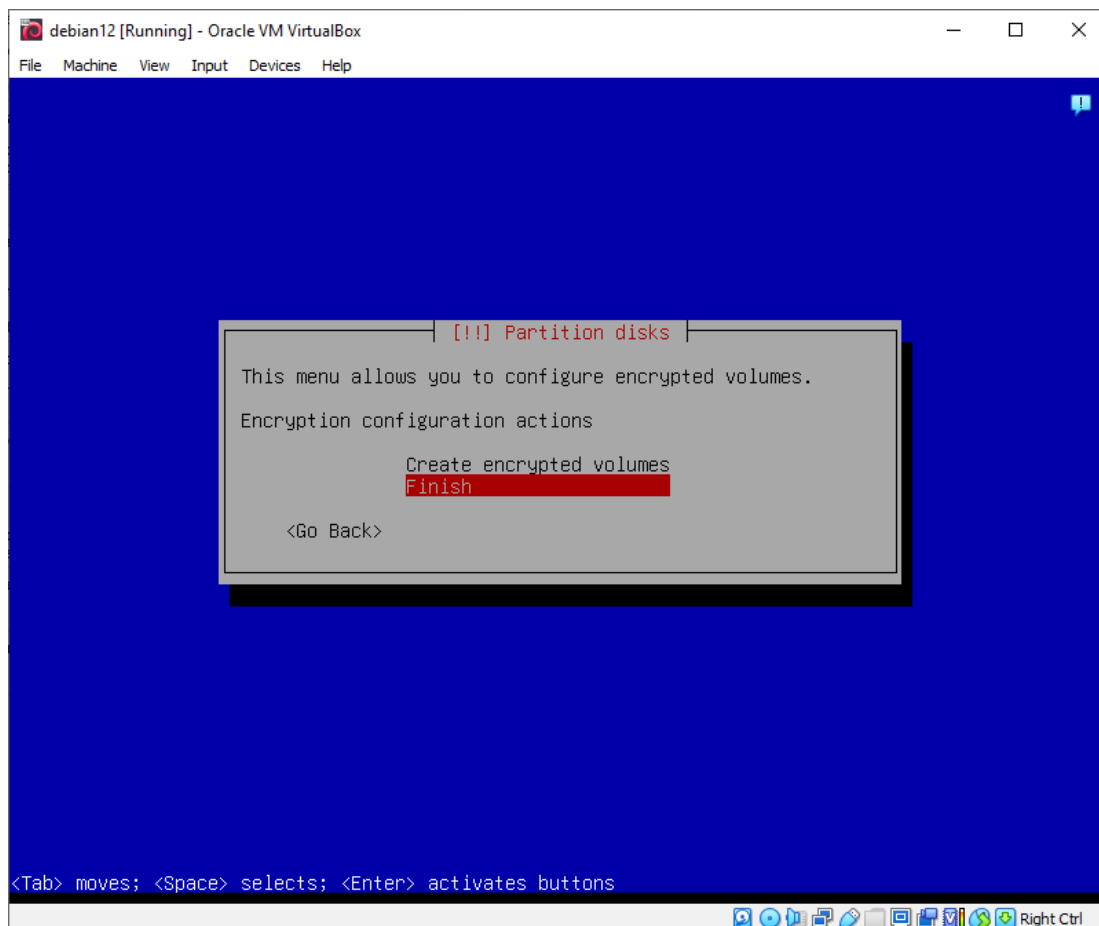 debian12 [Running] - Oracle VM VirtualBox
File Machine View Input Devices Help
[!!] Partition disks
This menu allows you to configure encrypted volumes.
Encryption configuration actions
Create encrypted volumes
Finish
<Go Back>
<Tab> moves; <Space> selects; <Enter> activates buttons
Right Ctrl